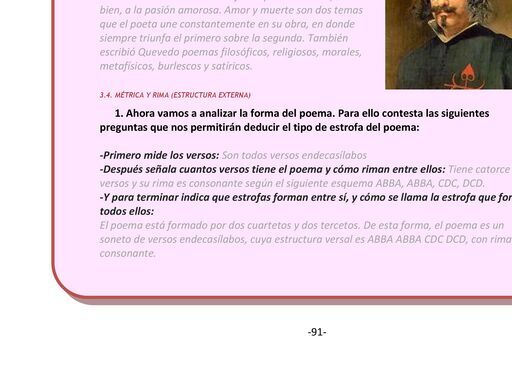 bien, a la pasión amorosa. Amor y muerte son dos temas
que el poeta une constantemente en su obra, en donde
siempre triunfa el primero sobre la segunda. También
escribió Quevedo poemas filosóficos, religiosos, morales,
metafísicos, burlescos y satíricos.
3.4. MÉTRICA Y RIMA (ESTRUCTURA EXTERNA)
1. Ahora vamos a analizar la forma del poema. Para ello contesta las siguientes
preguntas que nos permitirán deducir el tipo de estrofa del poema:
-Primero mide los versos: Son todos versos endecasílabos
-Después señala cuantos versos tiene el poema y cómo riman entre ellos: Tiene catorce
versos y su rima es consonante según el siguiente esquema ABBA, ABBA, CDC, DCD.
-Y para terminar indica que estrofas forman entre sí, y cómo se llama la estrofa que for
todos ellos:
El poema está formado por dos cuartetos y dos tercetos. De esta forma, el poema es un
soneto de versos endecasílabos, cuya estructura versal es ABBA ABBA CDC DCD, con rima
consonante.
-91-